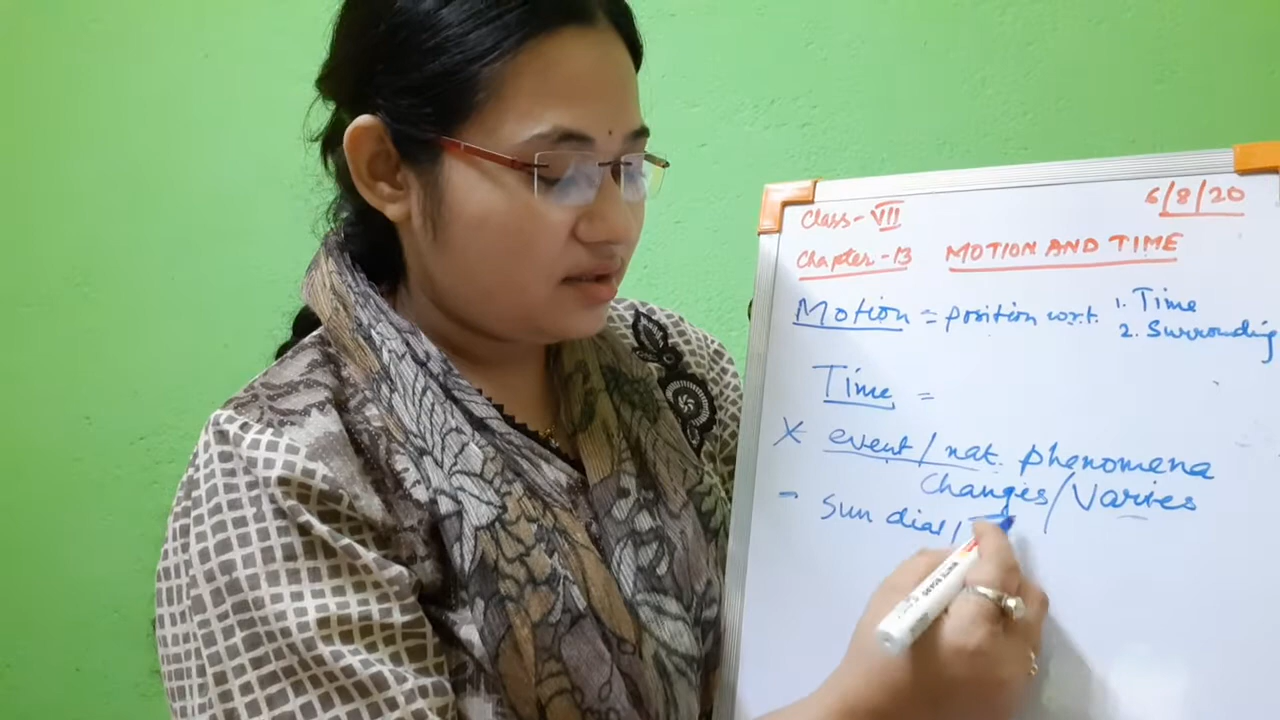 6/8/20
Class- VII
Chapter -13 MOTION AND TIME
Motion = position w.r.t. 1. Time
2. Surrounding
Time =
X event / nat. phenomena
changes/Varies
- Sun dial /